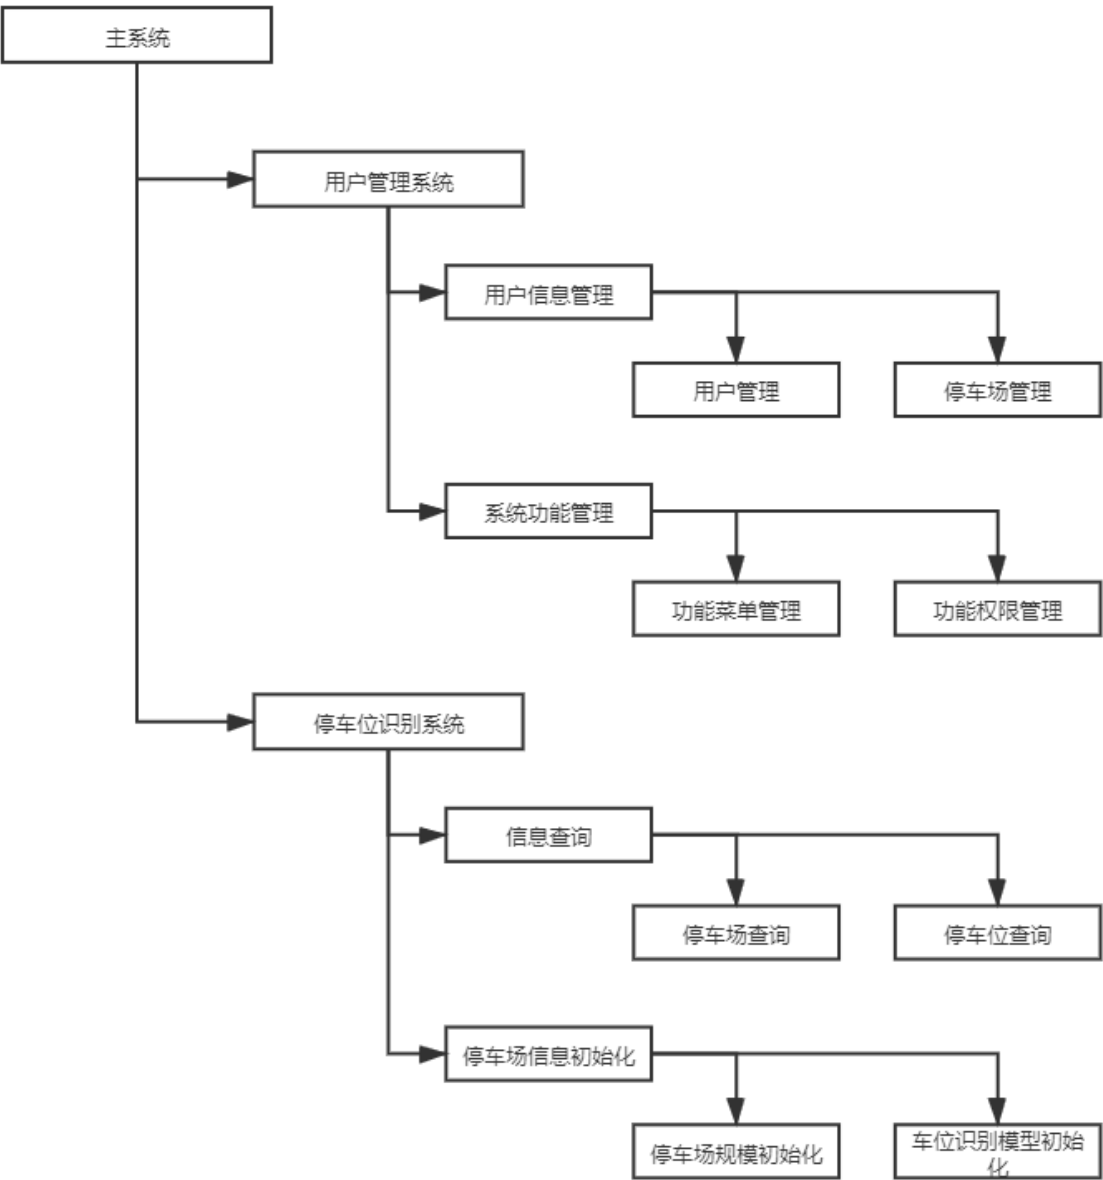 主系统
用户管理系统
用户信息管理
用户管理
停车场管理
系统功能管理
功能菜单管理
功能权限管理
停车位识别系统
信息查询
停车场查询
停车位查询
停车场信息初始化
停车场规模初始化
车位识别模型初始
化